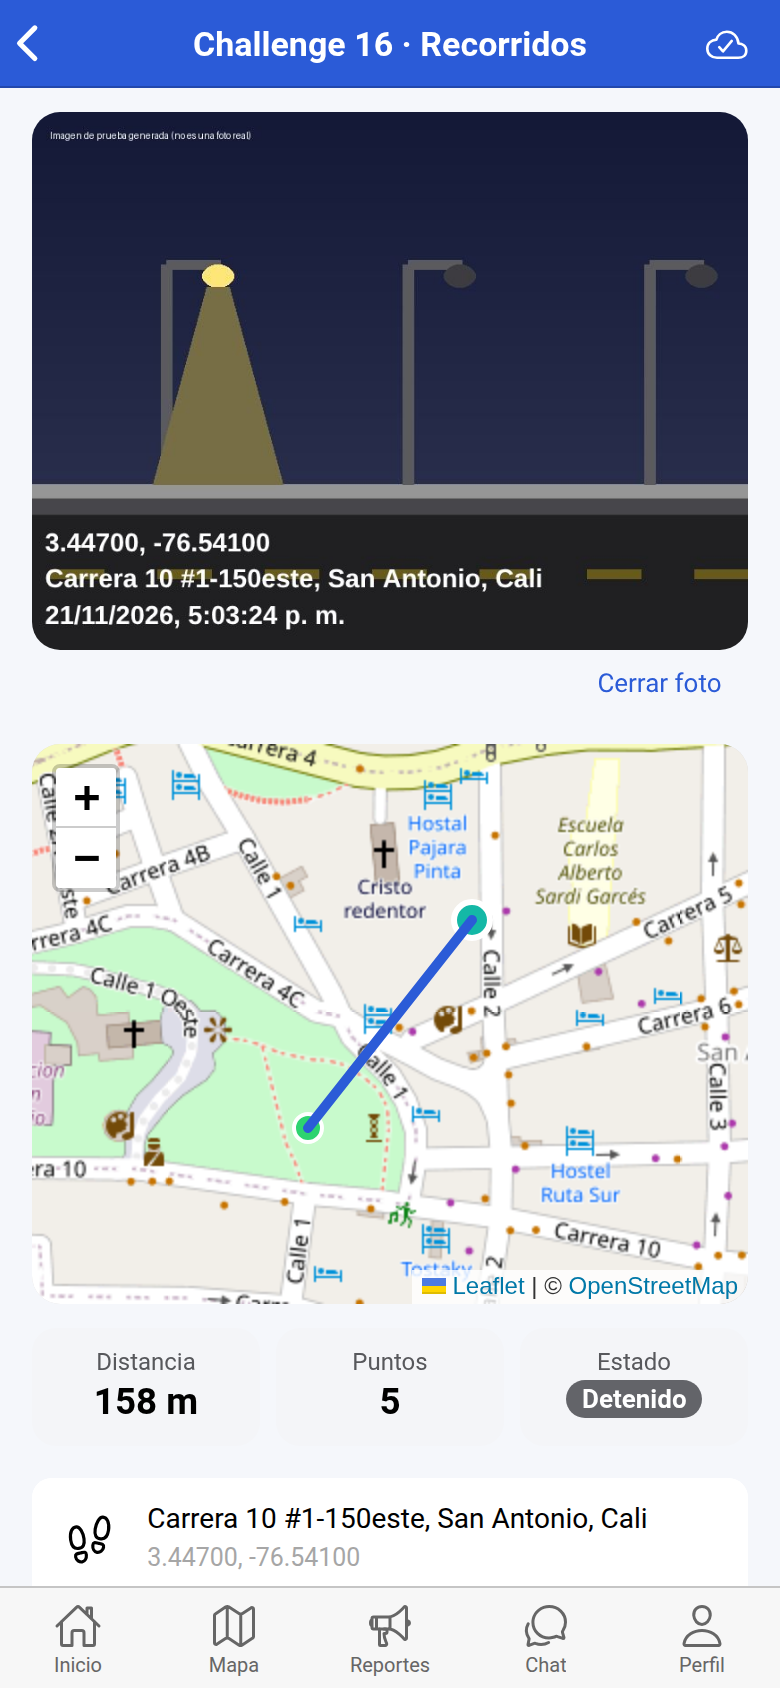 Challenge 16 · Recorridos
Imagen de prueba generada (no es una foto real)
3.44700, -76.54100
Carrera 10 #1-150este, San Antonio, Cali
21/11/2026, 5:03:24 p. m.
Cerrar foto
+
−
Carrera 4
Calle 1
Hostal
Pajara
Pinta
Escuela
Carlos
Alberto
Sardi Garcés
Carrera 4B
Cristo
redentor
Carrera 5
Carrera 4C
Calle 1 Oeste
Calle 2
Carrera 6
San
Calle 1
Calle 3
era 10
Hostel
Ruta Sur
Calle 1
Carrera 10
Tostaky
2
Leaflet | © OpenStreetMap
Distancia
158 m
Puntos
5
Estado
Detenido
Carrera 10 #1-150este, San Antonio, Cali
3.44700, -76.54100
Inicio
Mapa
Reportes
Chat
Perfil